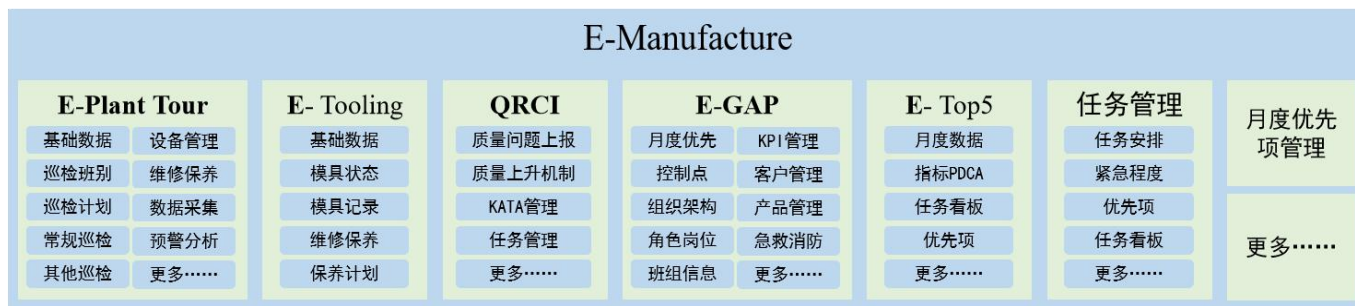 E-Manufacture
E-Plant Tour
基础数据 设备管理
巡检班别 维修保养
巡检计划 数据采集
常规巡检 预警分析
其他巡检 更多……
E- Tooling
基础数据
模具状态
模具记录
维修保养
保养计划
QRCI
质量问题上报
质量上升机制
KATA管理
任务管理
更多……
E-GAP
月度优先 KPI管理
控制点 客户管理
组织架构 产品管理
角色岗位 急救消防
班组信息 更多……
E- Top5
月度数据
指标PDCA
任务看板
优先项
更多……
任务管理
任务安排
紧急程度
优先项
任务看板
更多……
月度优先
项管理
更多……